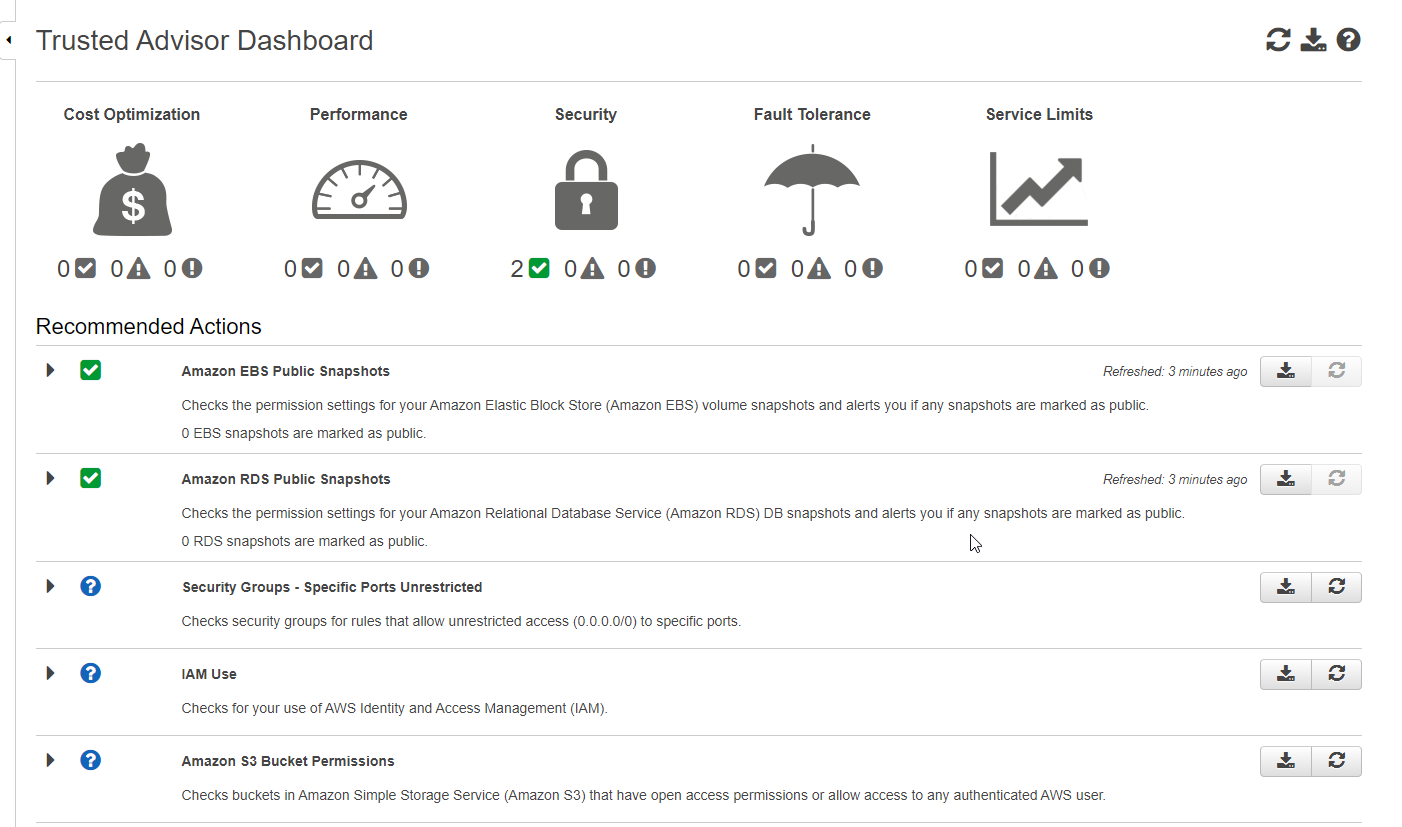 Trusted Advisor Dashboard
Cost Optimization
Performance
Security
Fault Tolerance
Service Limits
$
0 0 0
0 0 0
2 0 0
0 0 0
0 0 0
Recommended Actions
Amazon EBS Public Snapshots
Refreshed: 3 minutes ago
Checks the permission settings for your Amazon Elastic Block Store (Amazon EBS) volume snapshots and alerts you if any snapshots are marked as public.
0 EBS snapshots are marked as public.
Amazon RDS Public Snapshots
Refreshed: 3 minutes ago
Checks the permission settings for your Amazon Relational Database Service (Amazon RDS) DB snapshots and alerts you if any snapshots are marked as public.
0 RDS snapshots are marked as public.
Security Groups - Specific Ports Unrestricted
Checks security groups for rules that allow unrestricted access (0.0.0.0/0) to specific ports.
IAM Use
Checks for your use of AWS Identity and Access Management (IAM).
Amazon S3 Bucket Permissions
Checks buckets in Amazon Simple Storage Service (Amazon S3) that have open access permissions or allow access to any authenticated AWS user.